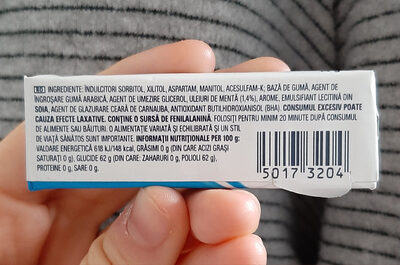 RO INGREDIENTE: ÎNDULCITORI SORBITOL, XILITOL, ASPARTAM, MANITOL, ACESULFAM-K; BAZĂ DE GUMĂ, AGENT DE
ÎNGROȘARE GUMĂ ARABICĂ, AGENT DE UMEZIRE GLICEROL, ULEIURI DE MENTĂ (1,4%), AROME, EMULSIFIANT LECITINĂ DIN
SOIA, AGENT DE GLAZURARE CEARĂ DE CARNAUBA, ANTIOXIDANT BUTILHIDROXIANISOL (BHA). CONSUMUL EXCESIV POATE
CAUZA EFECTE LAXATIVE. CONȚINE O SURSĂ DE FENILALANINĂ. FOLOSIȚI PENTRU MINIM 20 MINUTE DUPĂ CONSUMUL
DE ALIMENTE SAU BĂUTURI. O ALIMENTAȚIE VARIATĂ ȘI ECHILIBRATĂ ȘI UN STIL
DE VIAȚĂ SĂNĂTOS SUNT IMPORTANTE. INFORMAȚII NUTRIȚIONALE PER 100 g:
VALOARE ENERGETICĂ 618 kJ/148 kcal, GRĂSIMI 0 g (DIN CARE ACIZI GRAȘI
SATURAȚI 0 g), GLUCIDE 62 g (DIN CARE: ZAHARURI 0 g, POLIOLI 62 g),
PROTEINE 0 g, SARE 0 g.
5017 3204